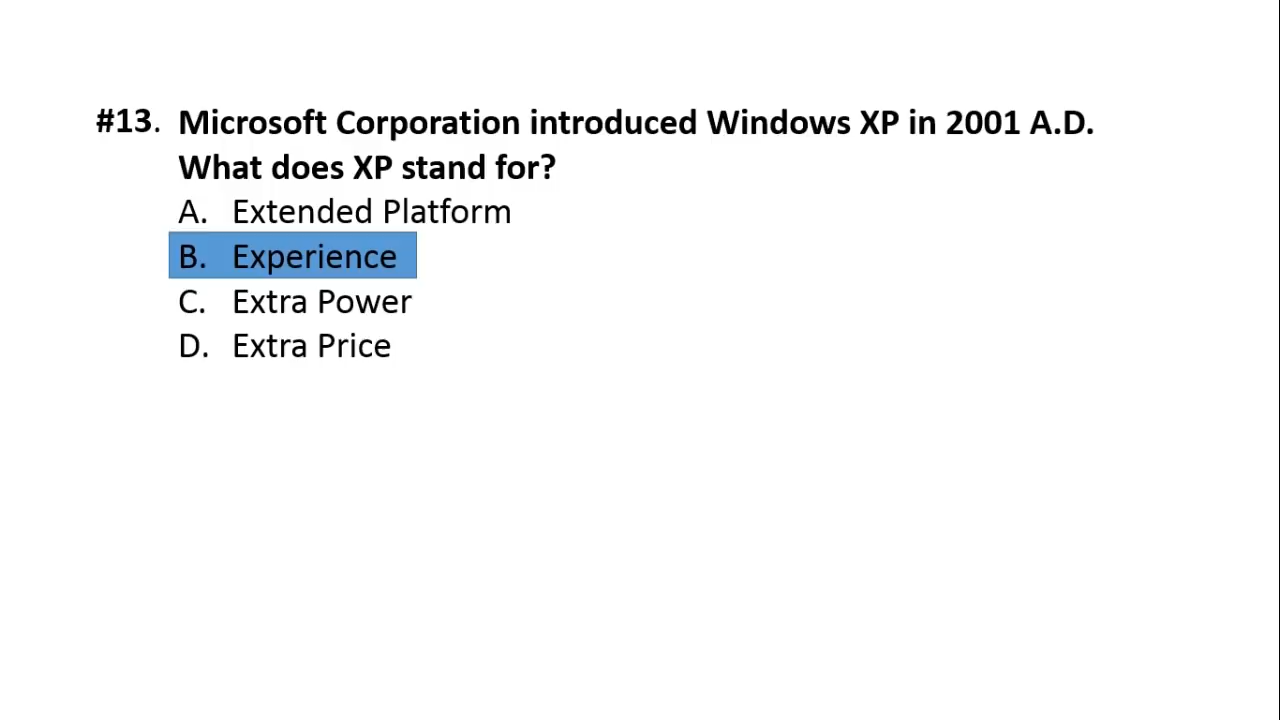 #13. Microsoft Corporation introduced Windows XP in 2001 A.D.
What does XP stand for?
A. Extended Platform
B. Experience
C. Extra Power
D. Extra Price